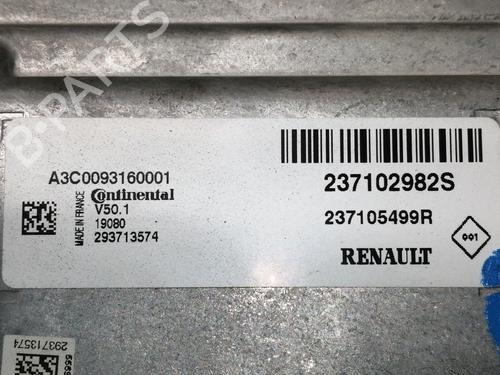 B-PARTS
A3C0093160001
MADE IN FRANCE
Continental
V50.1
19080
293713574
237102982S
237105499R
RENAULT
001
293713574